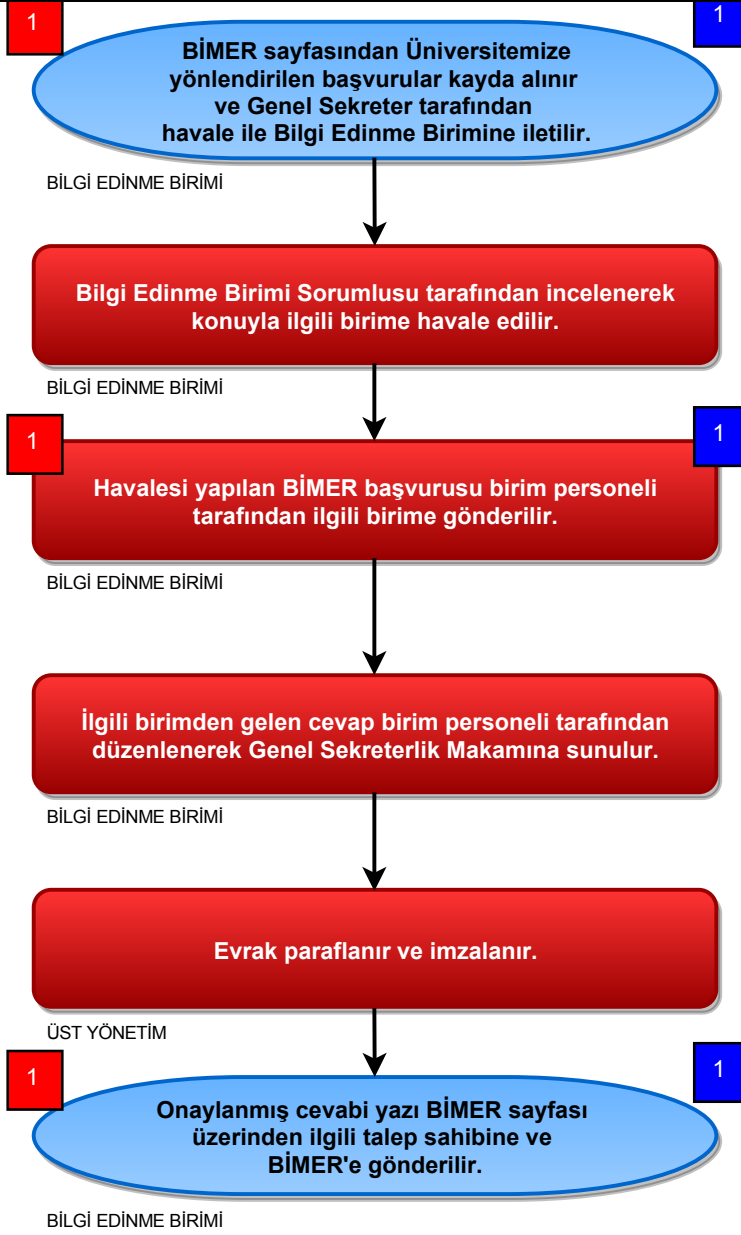 1
1
BİMER sayfasından Üniversitemize
yönlendirilen başvurular kayda alınır
ve Genel Sekreter tarafından
havale ile Bilgi Edinme Birimine iletilir.
BİLGİ EDİNME BİRİMİ
Bilgi Edinme Birimi Sorumlusu tarafından incelenerek
konuyla ilgili birime havale edilir.
BİLGİ EDİNME BİRİMİ
1
1
Havalesi yapılan BİMER başvurusu birim personeli
tarafından ilgili birime gönderilir.
BİLGİ EDİNME BİRİMİ
İlgili birimden gelen cevap birim personeli tarafından
düzenlenerek Genel Sekreterlik Makamına sunulur.
BİLGİ EDİNME BİRİMİ
Evrak paraflanır ve imzalanır.
ÜST YÖNETİM
1
1
Onaylanmış cevabi yazı BİMER sayfası
üzerinden ilgili talep sahibine ve
BİMER'e gönderilir.
BİLGİ EDİNME BİRİMİ